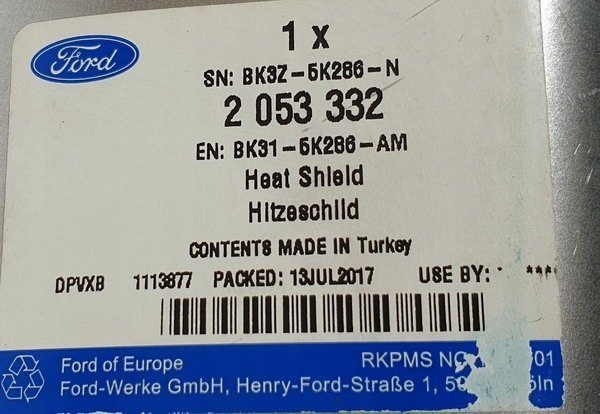 Ford
1 x
SN: BK3Z-5K286-N
2 053 332
EN: BK31-5K286-AM
Heat Shield
Hitzeschild
CONTENTS MADE IN Turkey
DPVXB 1113877 PACKED: 13JUL2017 USE BY: ***
Ford of Europe RKPMS
Ford-Werke GmbH, Henry-Ford-Straße 1,